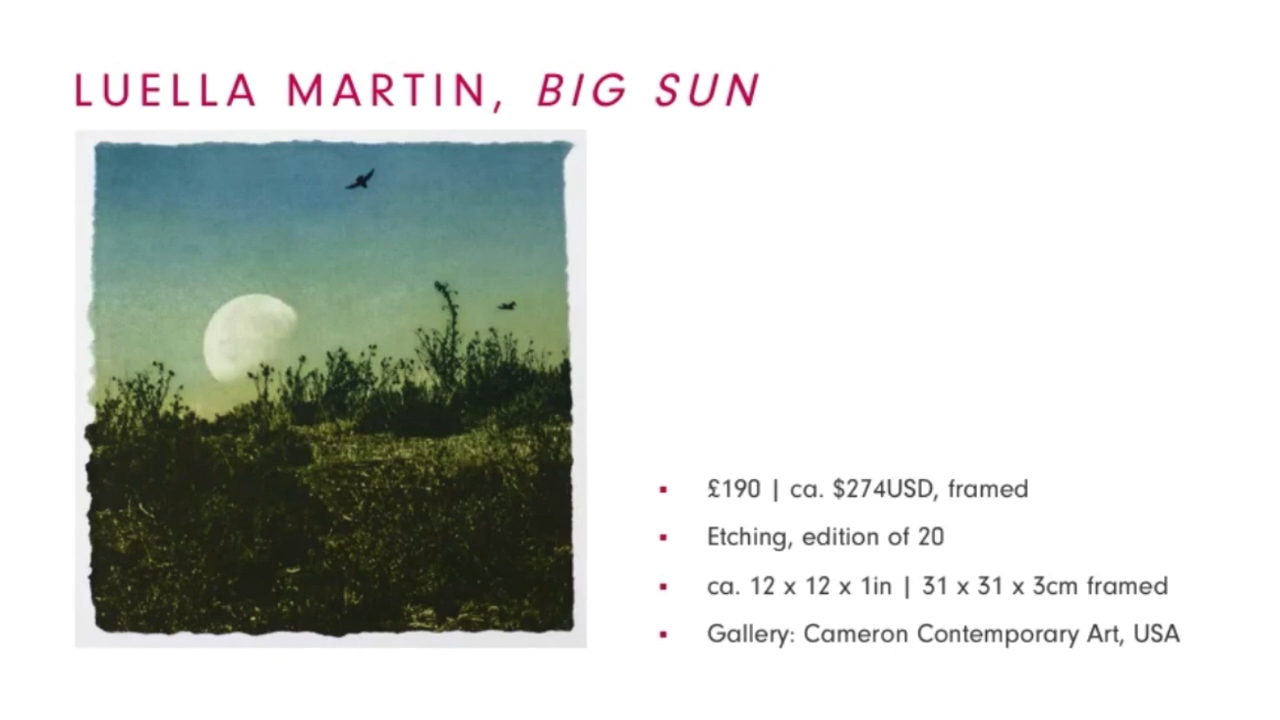 LUELLA MARTIN, BIG SUN
▪ £190 | ca. $274USD, framed
▪ Etching, edition of 20
▪ ca. 12 x 12 x 1in | 31 x 31 x 3cm framed
▪ Gallery: Cameron Contemporary Art, USA